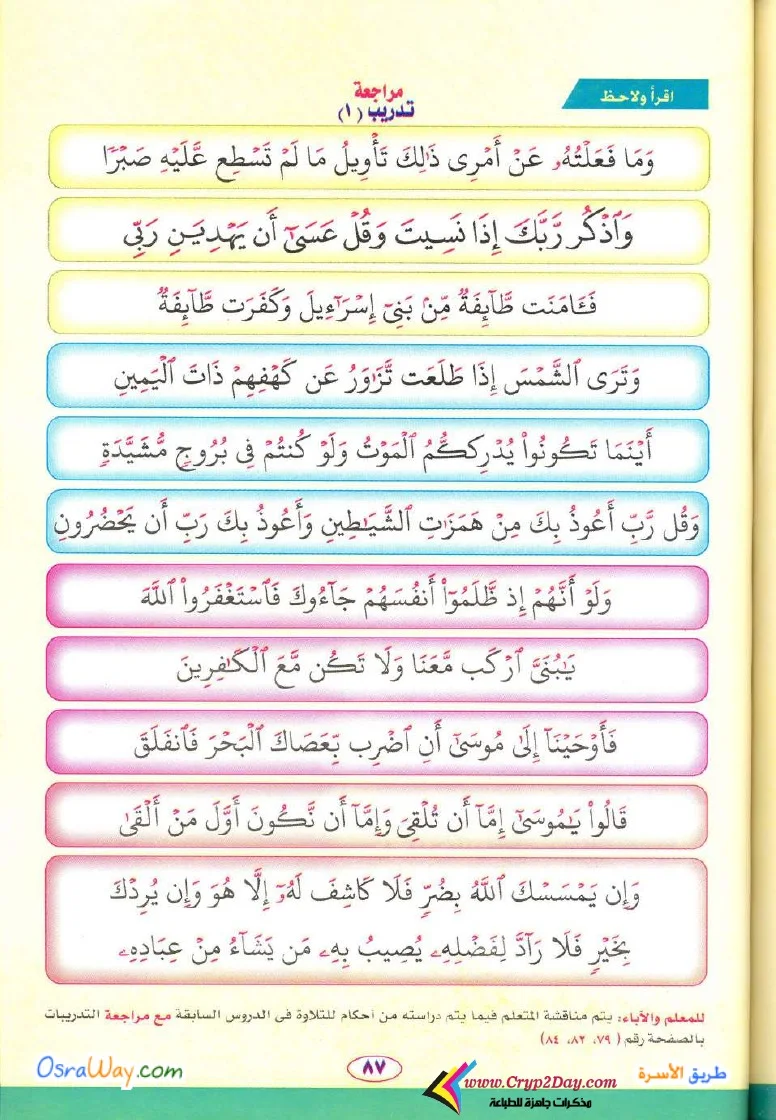 اقرأ ولاحظ
مراجعة
تدريب (١)
وَمَا فَعَلْتُهُۥ عَنْ أَمْرِى ذَٰلِكَ تَأْوِيلُ مَا لَمْ تَسْطِع عَّلَيْهِ صَبْرًا
وَٱذْكُر رَّبَّكَ إِذَا نَسِيتَ وَقُلْ عَسَىٰٓ أَن يَهْدِيَنِ رَبِّى
فَـَٔامَنَت طَّآئِفَةٌ مِّنۢ بَنِىٓ إِسْرَٰٓءِيلَ وَكَفَرَت طَّآئِفَةٌ
وَتَرَى ٱلشَّمْسَ إِذَا طَلَعَت تَّزَٰوَرُ عَن كَهْفِهِمْ ذَاتَ ٱلْيَمِينِ
أَيْنَمَا تَكُونُوا۟ يُدْرِككُّمُ ٱلْمَوْتُ وَلَوْ كُنتُمْ فِى بُرُوجٍ مُّشَيَّدَةٍ
وَقُل رَّبِّ أَعُوذُ بِكَ مِنْ هَمَزَٰتِ ٱلشَّيَٰطِينِ وَأَعُوذُ بِكَ رَبِّ أَن يَحْضُرُونِ
وَلَوْ أَنَّهُمْ إِذ ظَّلَمُوٓا۟ أَنفُسَهُمْ جَآءُوكَ فَٱسْتَغْفَرُوا۟ ٱللَّهَ
يَٰبُنَىَّ ٱرْكَب مَّعَنَا وَلَا تَكُن مَّعَ ٱلْكَٰفِرِينَ
فَأَوْحَيْنَآ إِلَىٰ مُوسَىٰٓ أَنِ ٱضْرِب بِّعَصَاكَ ٱلْبَحْرَ فَٱنفَلَقَ
قَالُوا۟ يَٰمُوسَىٰٓ إِمَّآ أَن تُلْقِىَ وَإِمَّآ أَن نَّكُونَ أَوَّلَ مَنْ أَلْقَىٰ
وَإِن يَمْسَسْكَ ٱللَّهُ بِضُرٍّ فَلَا كَاشِفَ لَهُۥٓ إِلَّا هُوَ وَإِن يُرِدْكَ
بِخَيْرٍ فَلَا رَآدَّ لِفَضْلِهِۦ يُصِيبُ بِهِۦ مَن يَشَآءُ مِنْ عِبَادِهِۦ
للمعلم والآباء: يتم مناقشة المتعلم فيما يتم دراسته من أحكام للتلاوة فى الدروس السابقة مع مراجعة التدريبات
بالصفحة رقم (٧٩، ٨٢، ٨٤)
طريق الأسرة
٨٧
OsraWay.com
www.Cryp2Day.com
مذكرات جاهزة للطباعة